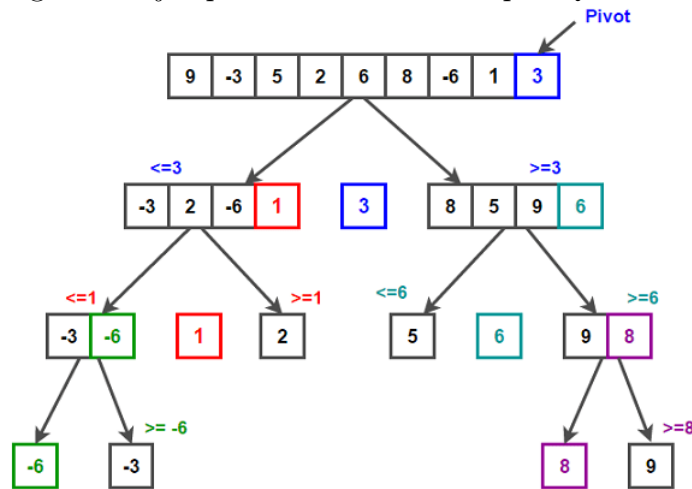 Pivot
9 -3 5 2 6 8 -6 1 3
<=3 >=3
-3 2 -6 1 3 8 5 9 6
<=1 >=1 <=6 >=6
-3 -6 1 2 5 6 9 8
>= -6 >=8
-6 -3 8 9